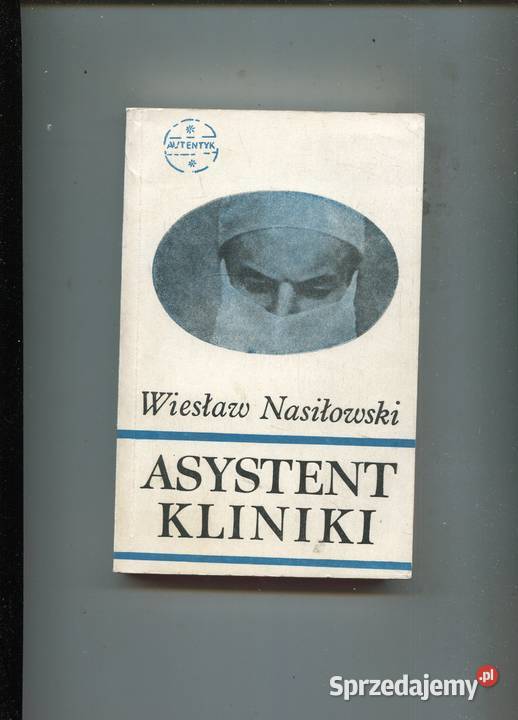 AUTENTYK
Wiesław Nasiłowski
ASYSTENT
KLINIKI
Sprzedajemy.pl